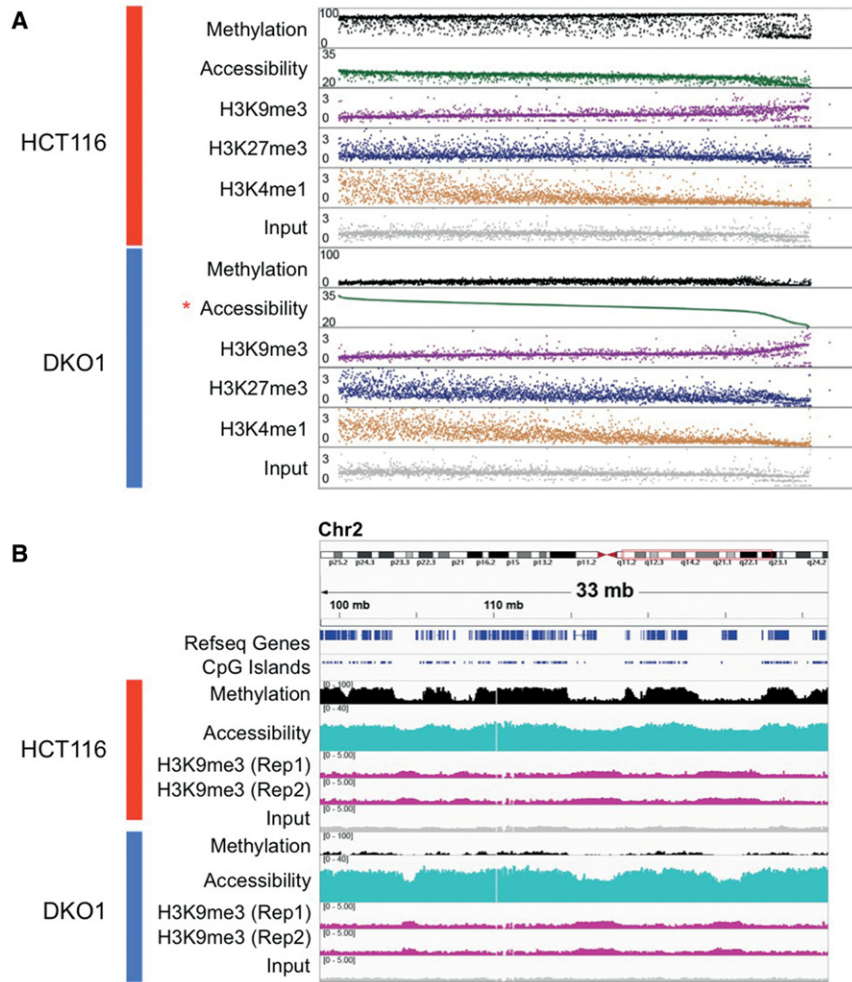 A
HCT116
Methylation
100
0
Accessibility
35
20
H3K9me3
3
0
H3K27me3
3
0
H3K4me1
3
0
Input
3
0
DKO1
Methylation
100
0
* Accessibility
35
20
H3K9me3
3
0
H3K27me3
3
0
H3K4me1
3
0
Input
3
0
B
Chr2
p25.2 p24.3 p23.3 p22.3 p21 p16.2 p15 p13.2 p11.2 q11.2 q12.3 q14.2 q21.1 q22.1 q23.1 q24.2
33 mb
100 mb 110 mb
Refseq Genes
CpG Islands
HCT116
Methylation
[0 - 100]
Accessibility
[0 - 40]
H3K9me3 (Rep1)
[0 - 5.00]
H3K9me3 (Rep2)
[0 - 5.00]
Input
[0 - 5.00]
DKO1
Methylation
[0 - 100]
Accessibility
[0 - 40]
H3K9me3 (Rep1)
[0 - 5.00]
H3K9me3 (Rep2)
[0 - 5.00]
Input
[0 - 5.00]